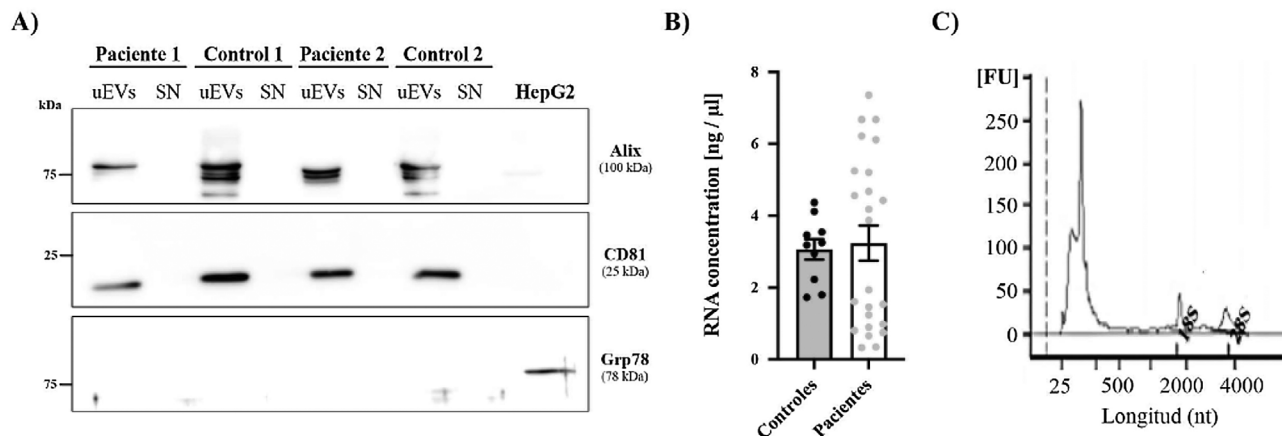 A)
Paciente 1 Control 1 Paciente 2 Control 2
uEVs SN uEVs SN uEVs SN uEVs SN HepG2
kDa
75
Alix
(100 kDa)
25
CD81
(25 kDa)
75
Grp78
(78 kDa)
B)
RNA concentration [ng / µl]
8
6
4
2
0
Controles
Pacientes
C)
[FU]
250
200
150
100
50
0
18S
28S
25 500 2000 4000
Longitud (nt)